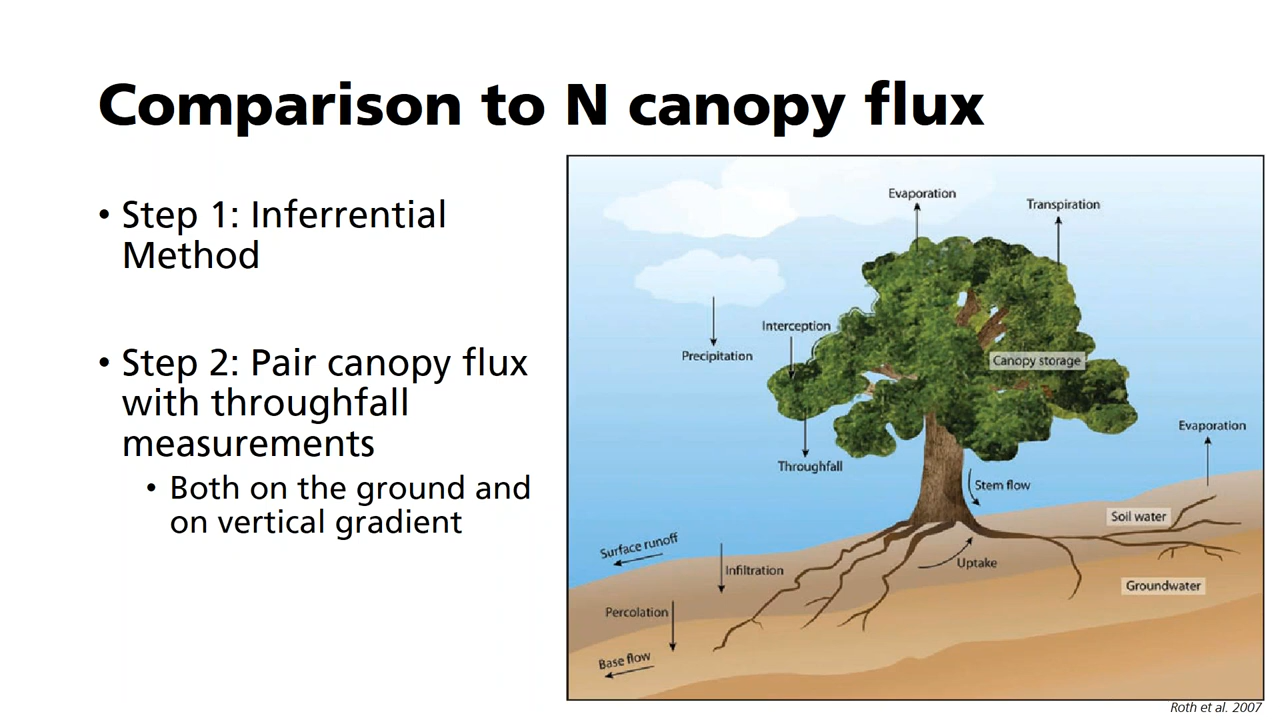 Comparison to N canopy flux
• Step 1: Inferrential
Method
• Step 2: Pair canopy flux
with throughfall
measurements
• Both on the ground and
on vertical gradient
Evaporation
Transpiration
Interception
Precipitation
Canopy storage
Evaporation
Throughfall
Stem flow
Soil water
Surface runoff
Infiltration
Uptake
Groundwater
Percolation
Base flow
Roth et al. 2007